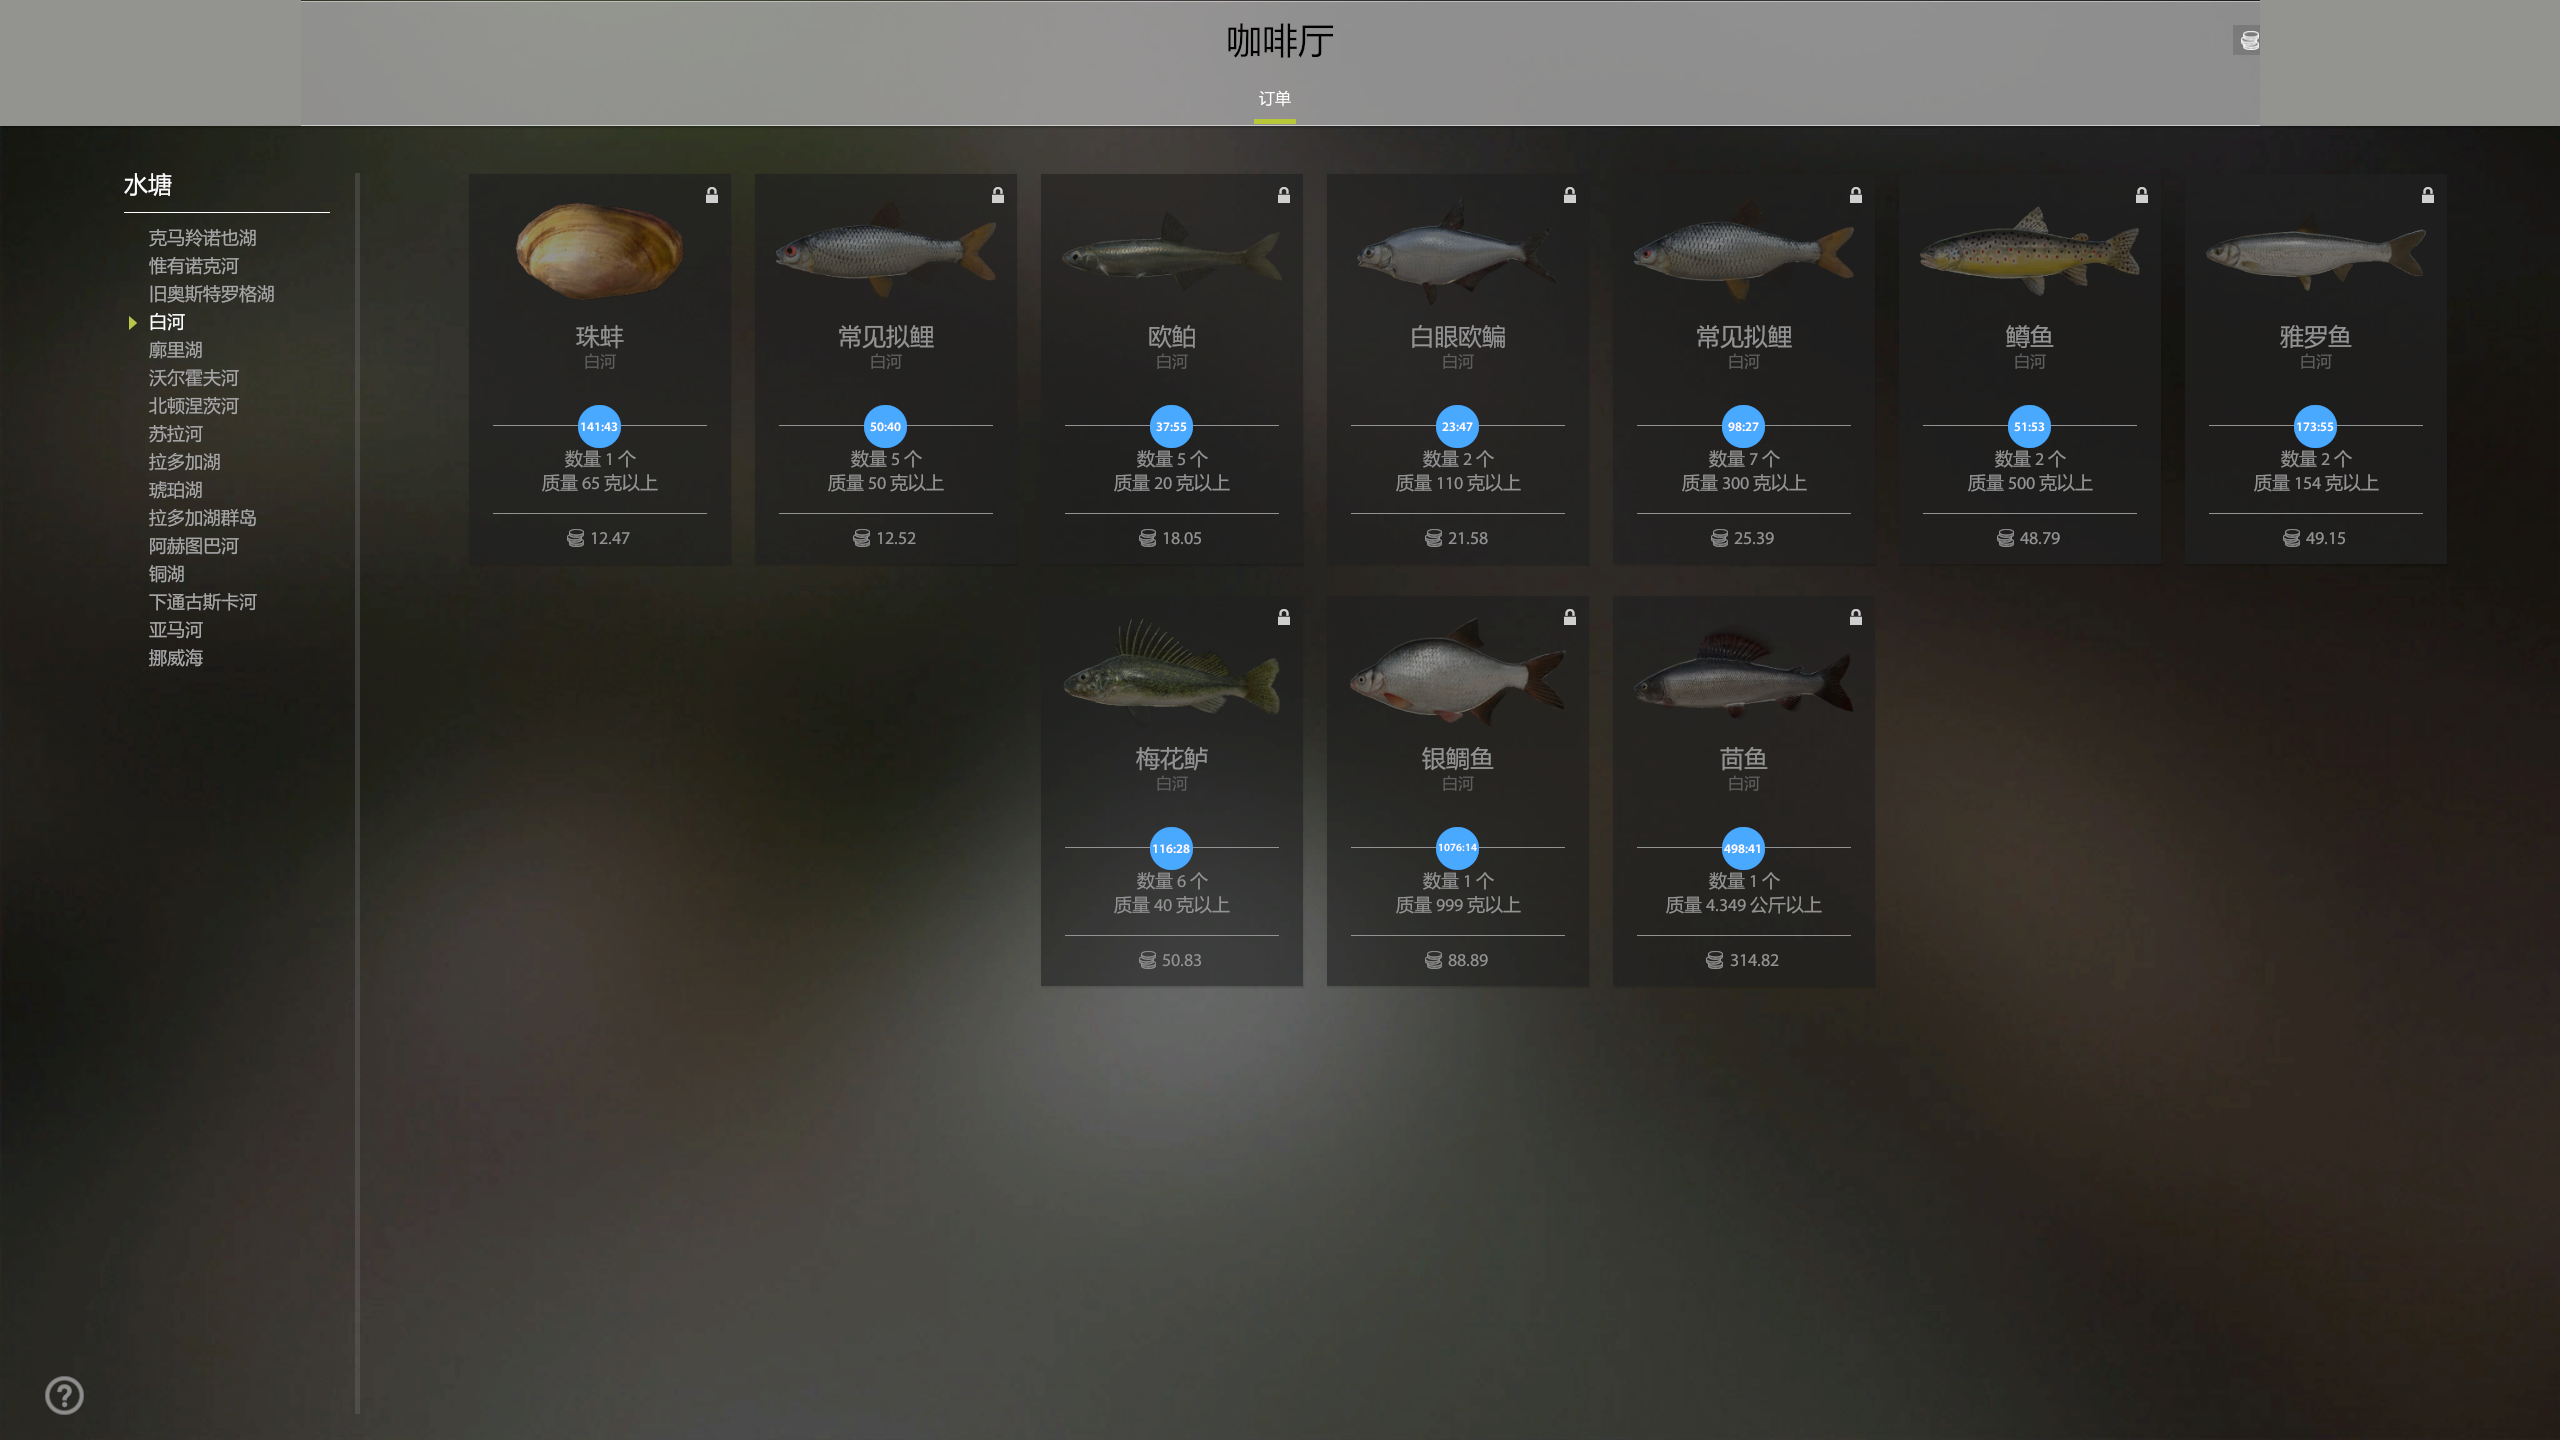 咖啡厅
订单
水塘
克马羚诺也湖
惟有诺克河
旧奥斯特罗格湖
白河
廓里湖
沃尔霍夫河
北顿涅茨河
苏拉河
拉多加湖
琥珀湖
拉多加湖群岛
阿赫图巴河
铜湖
下通古斯卡河
亚马河
挪威海
珠蚌
白河
141:43
数量 1 个
质量 65 克以上
12.47
常见拟鲤
白河
50:40
数量 5 个
质量 50 克以上
12.52
欧鲌
白河
37:55
数量 5 个
质量 20 克以上
18.05
白眼欧鳊
白河
23:47
数量 2 个
质量 110 克以上
21.58
常见拟鲤
白河
98:27
数量 7 个
质量 300 克以上
25.39
鳟鱼
白河
51:53
数量 2 个
质量 500 克以上
48.79
雅罗鱼
白河
173:55
数量 2 个
质量 154 克以上
49.15
梅花鲈
白河
116:28
数量 6 个
质量 40 克以上
50.83
银鲷鱼
白河
1076:14
数量 1 个
质量 999 克以上
88.89
茴鱼
白河
498:41
数量 1 个
质量 4.349 公斤以上
314.82
?